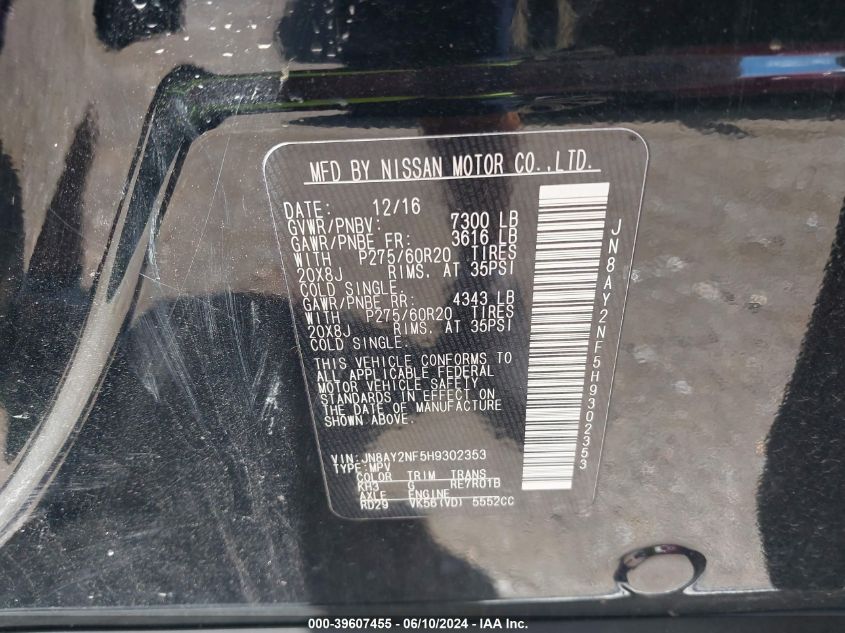 MFD BY NISSAN MOTOR CO.,LTD.
DATE: 12/16
GVWR/PNBV: 7300 LB
GAWR/PNBE FR: 3616 LB
WITH P275/60R20 TIRES
20X8J RIMS. AT 35PSI
COLD SINGLE.
GAWR/PNBE RR: 4343 LB
WITH P275/60R20 TIRES
20X8J RIMS. AT 35PSI
COLD SINGLE.
THIS VEHICLE CONFORMS TO
ALL APPLICABLE FEDERAL
MOTOR VEHICLE SAFETY
STANDARDS IN EFFECT ON
THE DATE OF MANUFACTURE
SHOWN ABOVE.
VIN: JN8AY2NF5H9302353
TYPE: MPV
COLOR TRIM TRANS
KH3 G RE7R01B
AXLE ENGINE
RD29 VK56(VD) 5552CC
JN8AY2NF5H9302353
000-39607455 - 06/10/2024 - IAA Inc.